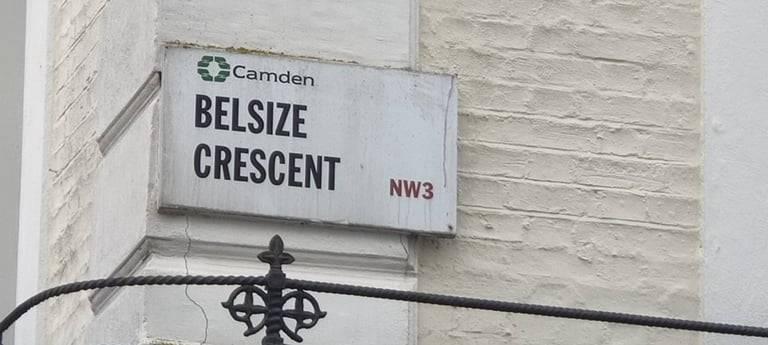 Camden
BELSIZE
CRESCENT
NW3